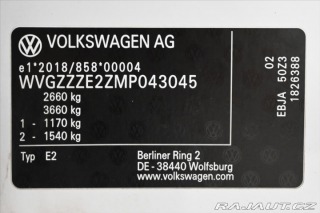 VOLKSWAGEN AG
e1*2018/858*00004
WVGZZZE2ZMP043045
2660 kg
3660 kg
1 - 1170 kg
2 - 1540 kg
Typ E2
Berliner Ring 2
DE - 38440 Wolfsburg
www.volkswagen.com
02
EBJA 50Z3
1826388
RAJAUT.CZ